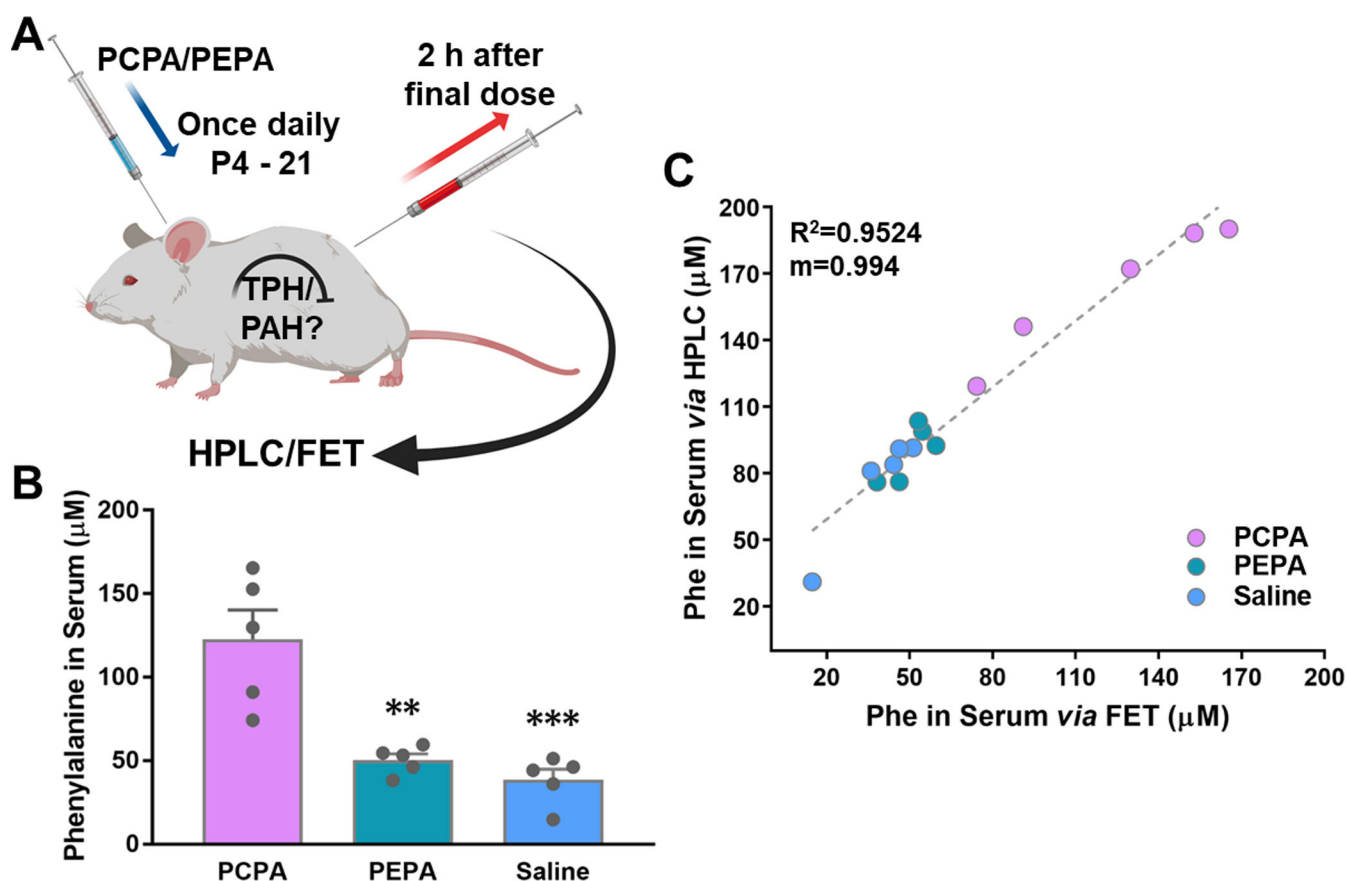 A
PCPA/PEPA
Once daily
P4 - 21
2 h after
final dose
TPH/
PAH?
HPLC/FET
B
Phenylalanine in Serum (μM)
200
150
100
50
0
**
***
PCPA
PEPA
Saline
C
Phe in Serum via HPLC (μM)
200
170
140
110
80
50
20
R²=0.9524
m=0.994
PCPA
PEPA
Saline
20
50
80
110
140
170
200
Phe in Serum via FET (μM)